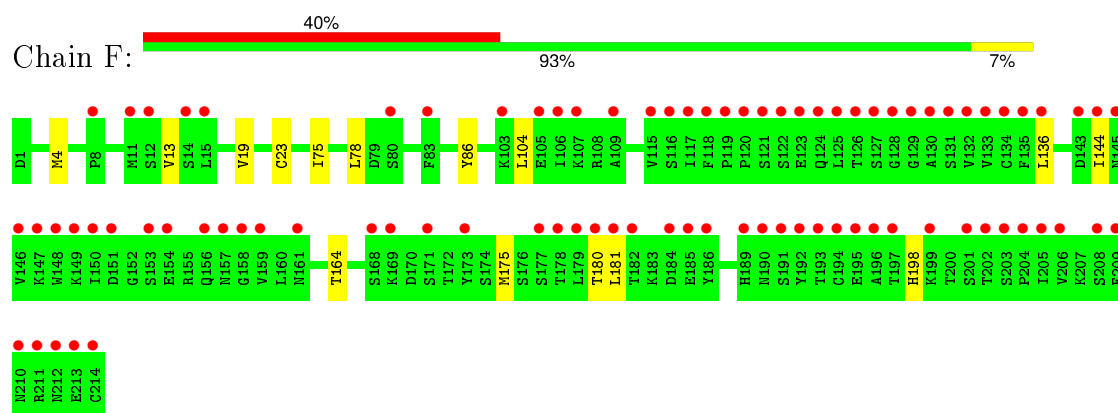 40%
Chain F:
93% 7%
D1 M4 P8 M11 S12 V13 S14 L15 V19 C23 I75 L78 D79 S80 F83 Y86 K103 L104 E105 I106 K107 R108 A109 V115 S116 I117 F118 P119 P120 S121 S122 E123 Q124 L125 T126 S127 G128 G129 A130 S131 V132 V133 C134 F135 L136 D143 I144 N145
V146 K147 W148 K149 I150 D151 G152 S153 E154 R155 Q156 N157 G158 V159 L160 N161 T164 S168 K169 D170 S171 T172 Y173 S174 M175 S176 S177 T178 L179 T180 L181 T182 K183 D184 E185 Y186 H189 N190 S191 Y192 T193 C194 E195 A196 T197 H198 K199 T200 S201 T202 S203 P204 I205 V206 K207 S208 F209
N210 R211 N212 E213 C214